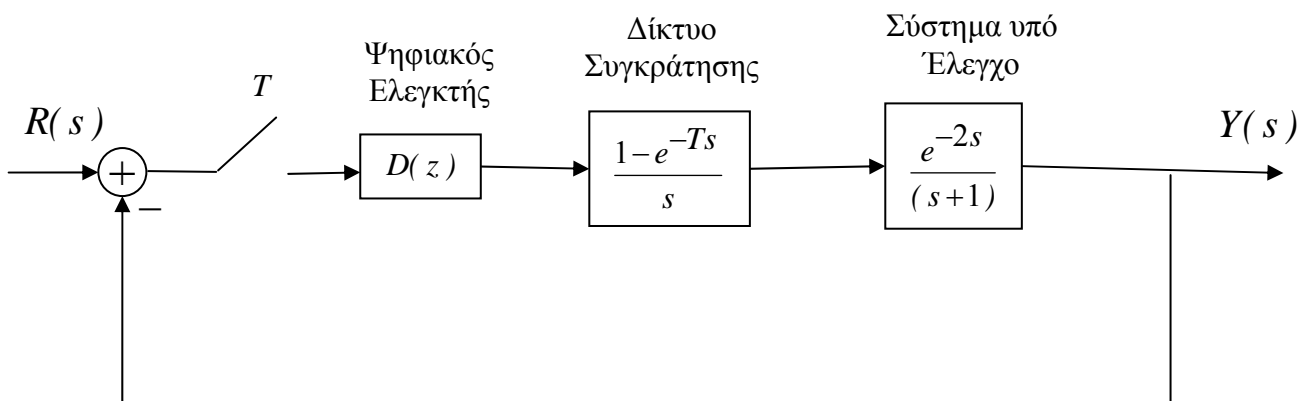 Ψηφιακός
Ελεγκτής
Δίκτυο
Συγκράτησης
Σύστημα υπό
Έλεγχο
T
R( s )
+
−
D( z )
1−e^{−Ts}
s
e^{−2s}
( s+1 )
Y( s )